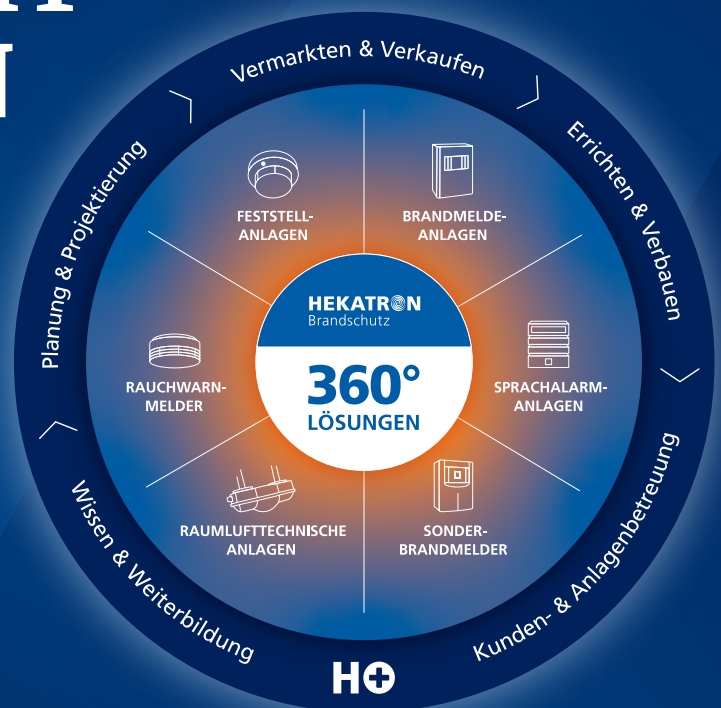 Vermarkten & Verkaufen
Errichten & Verbauen
Kunden- & Anlagenbetreuung
Wissen & Weiterbildung
Planung & Projektierung
FESTSTELL-
ANLAGEN
BRANDMELDE-
ANLAGEN
RAUCHWARN-
MELDER
HEKATRON
Brandschutz
360°
LÖSUNGEN
SPRACHALARM-
ANLAGEN
RAUMLUFTTECHNISCHE
ANLAGEN
SONDER-
BRANDMELDER
H+